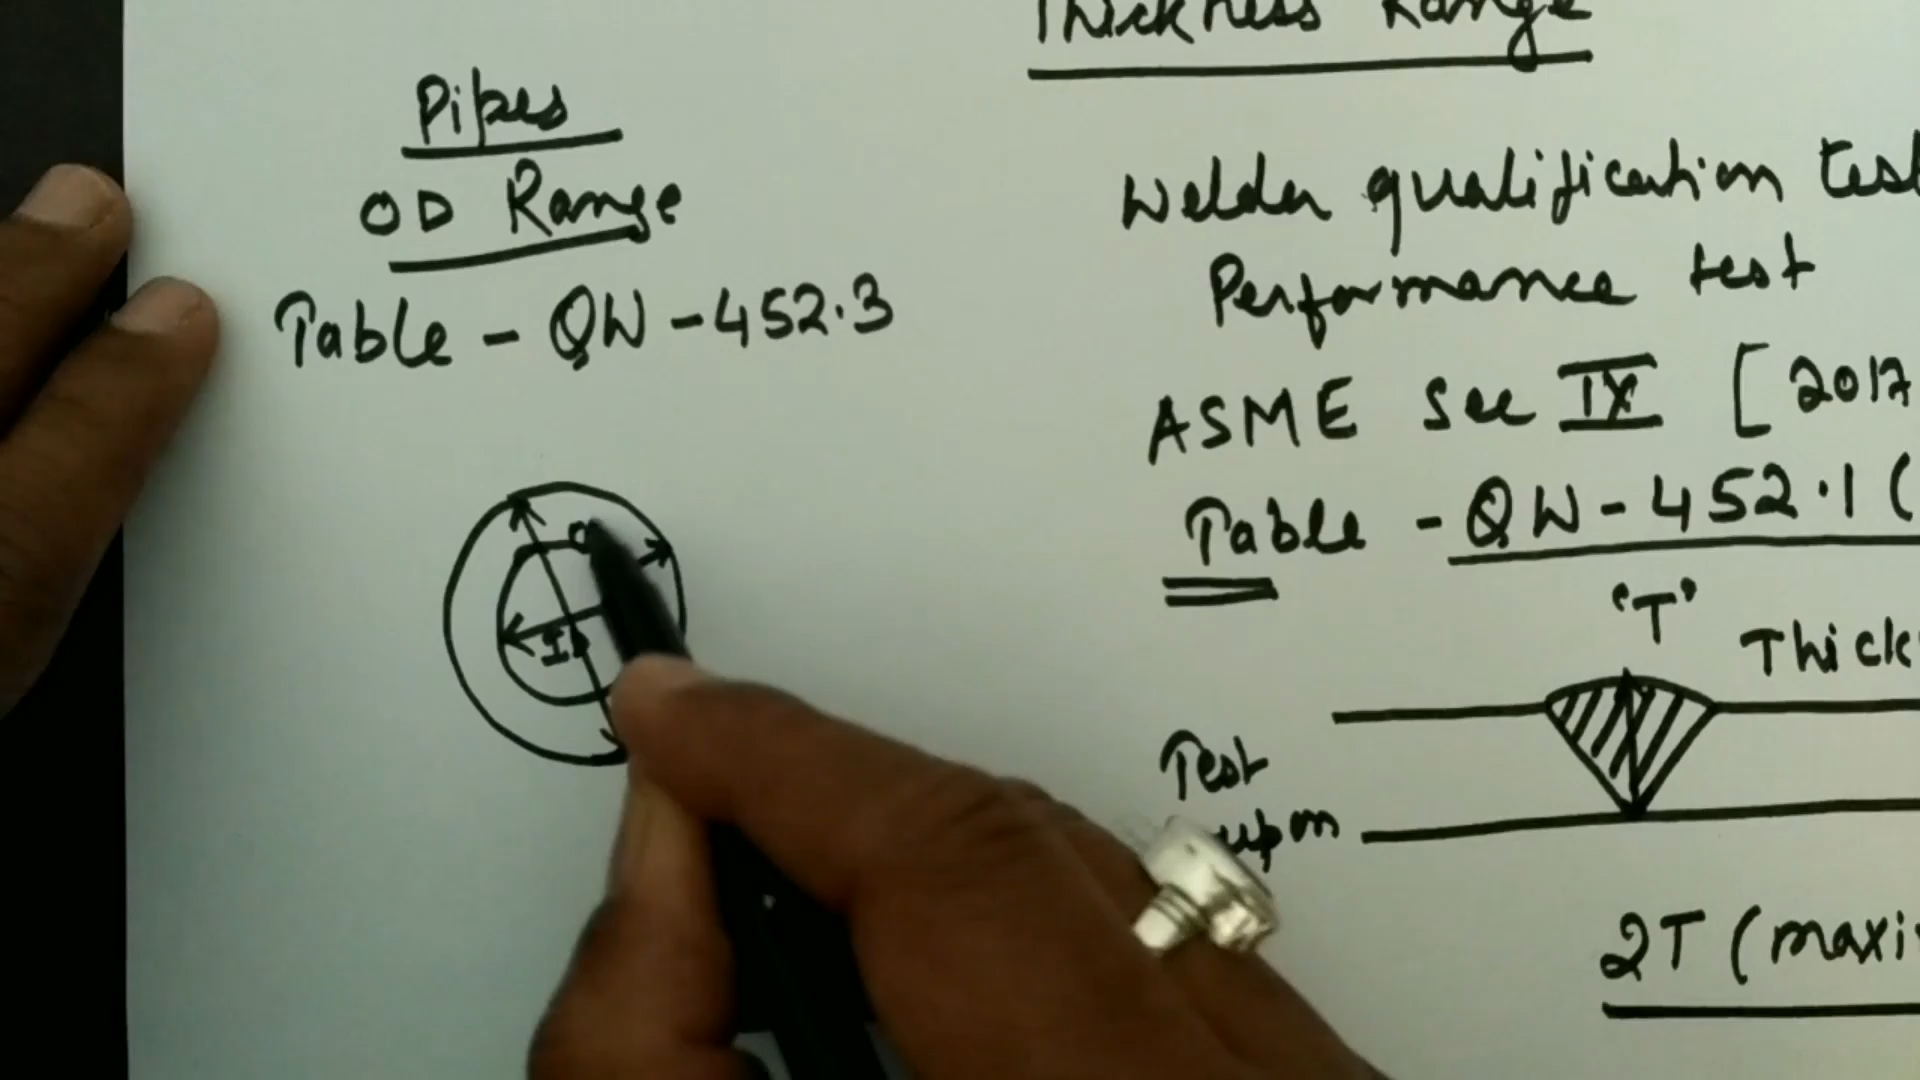 Pipes
OD Range
Table - QW - 452.3
ID
Thickness Range
Welder qualification test
Performance test
ASME Sec IX [2017
Table - QW - 452.1 (
'T'
Thick
Test
2T (maxi